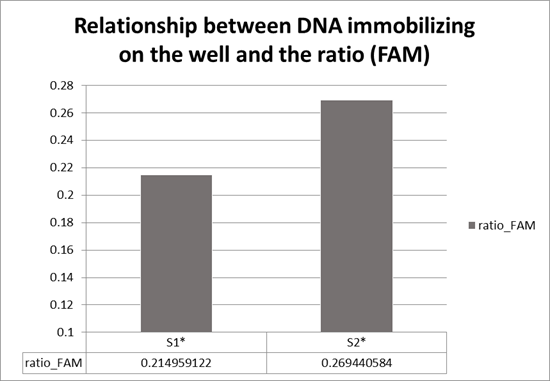 Relationship between DNA immobilizing
on the well and the ratio (FAM)
0.28
0.26
0.24
0.22
0.2
0.18
0.16
0.14
0.12
0.1
ratio_FAM
S1* S2*
ratio_FAM 0.214959122 0.269440584